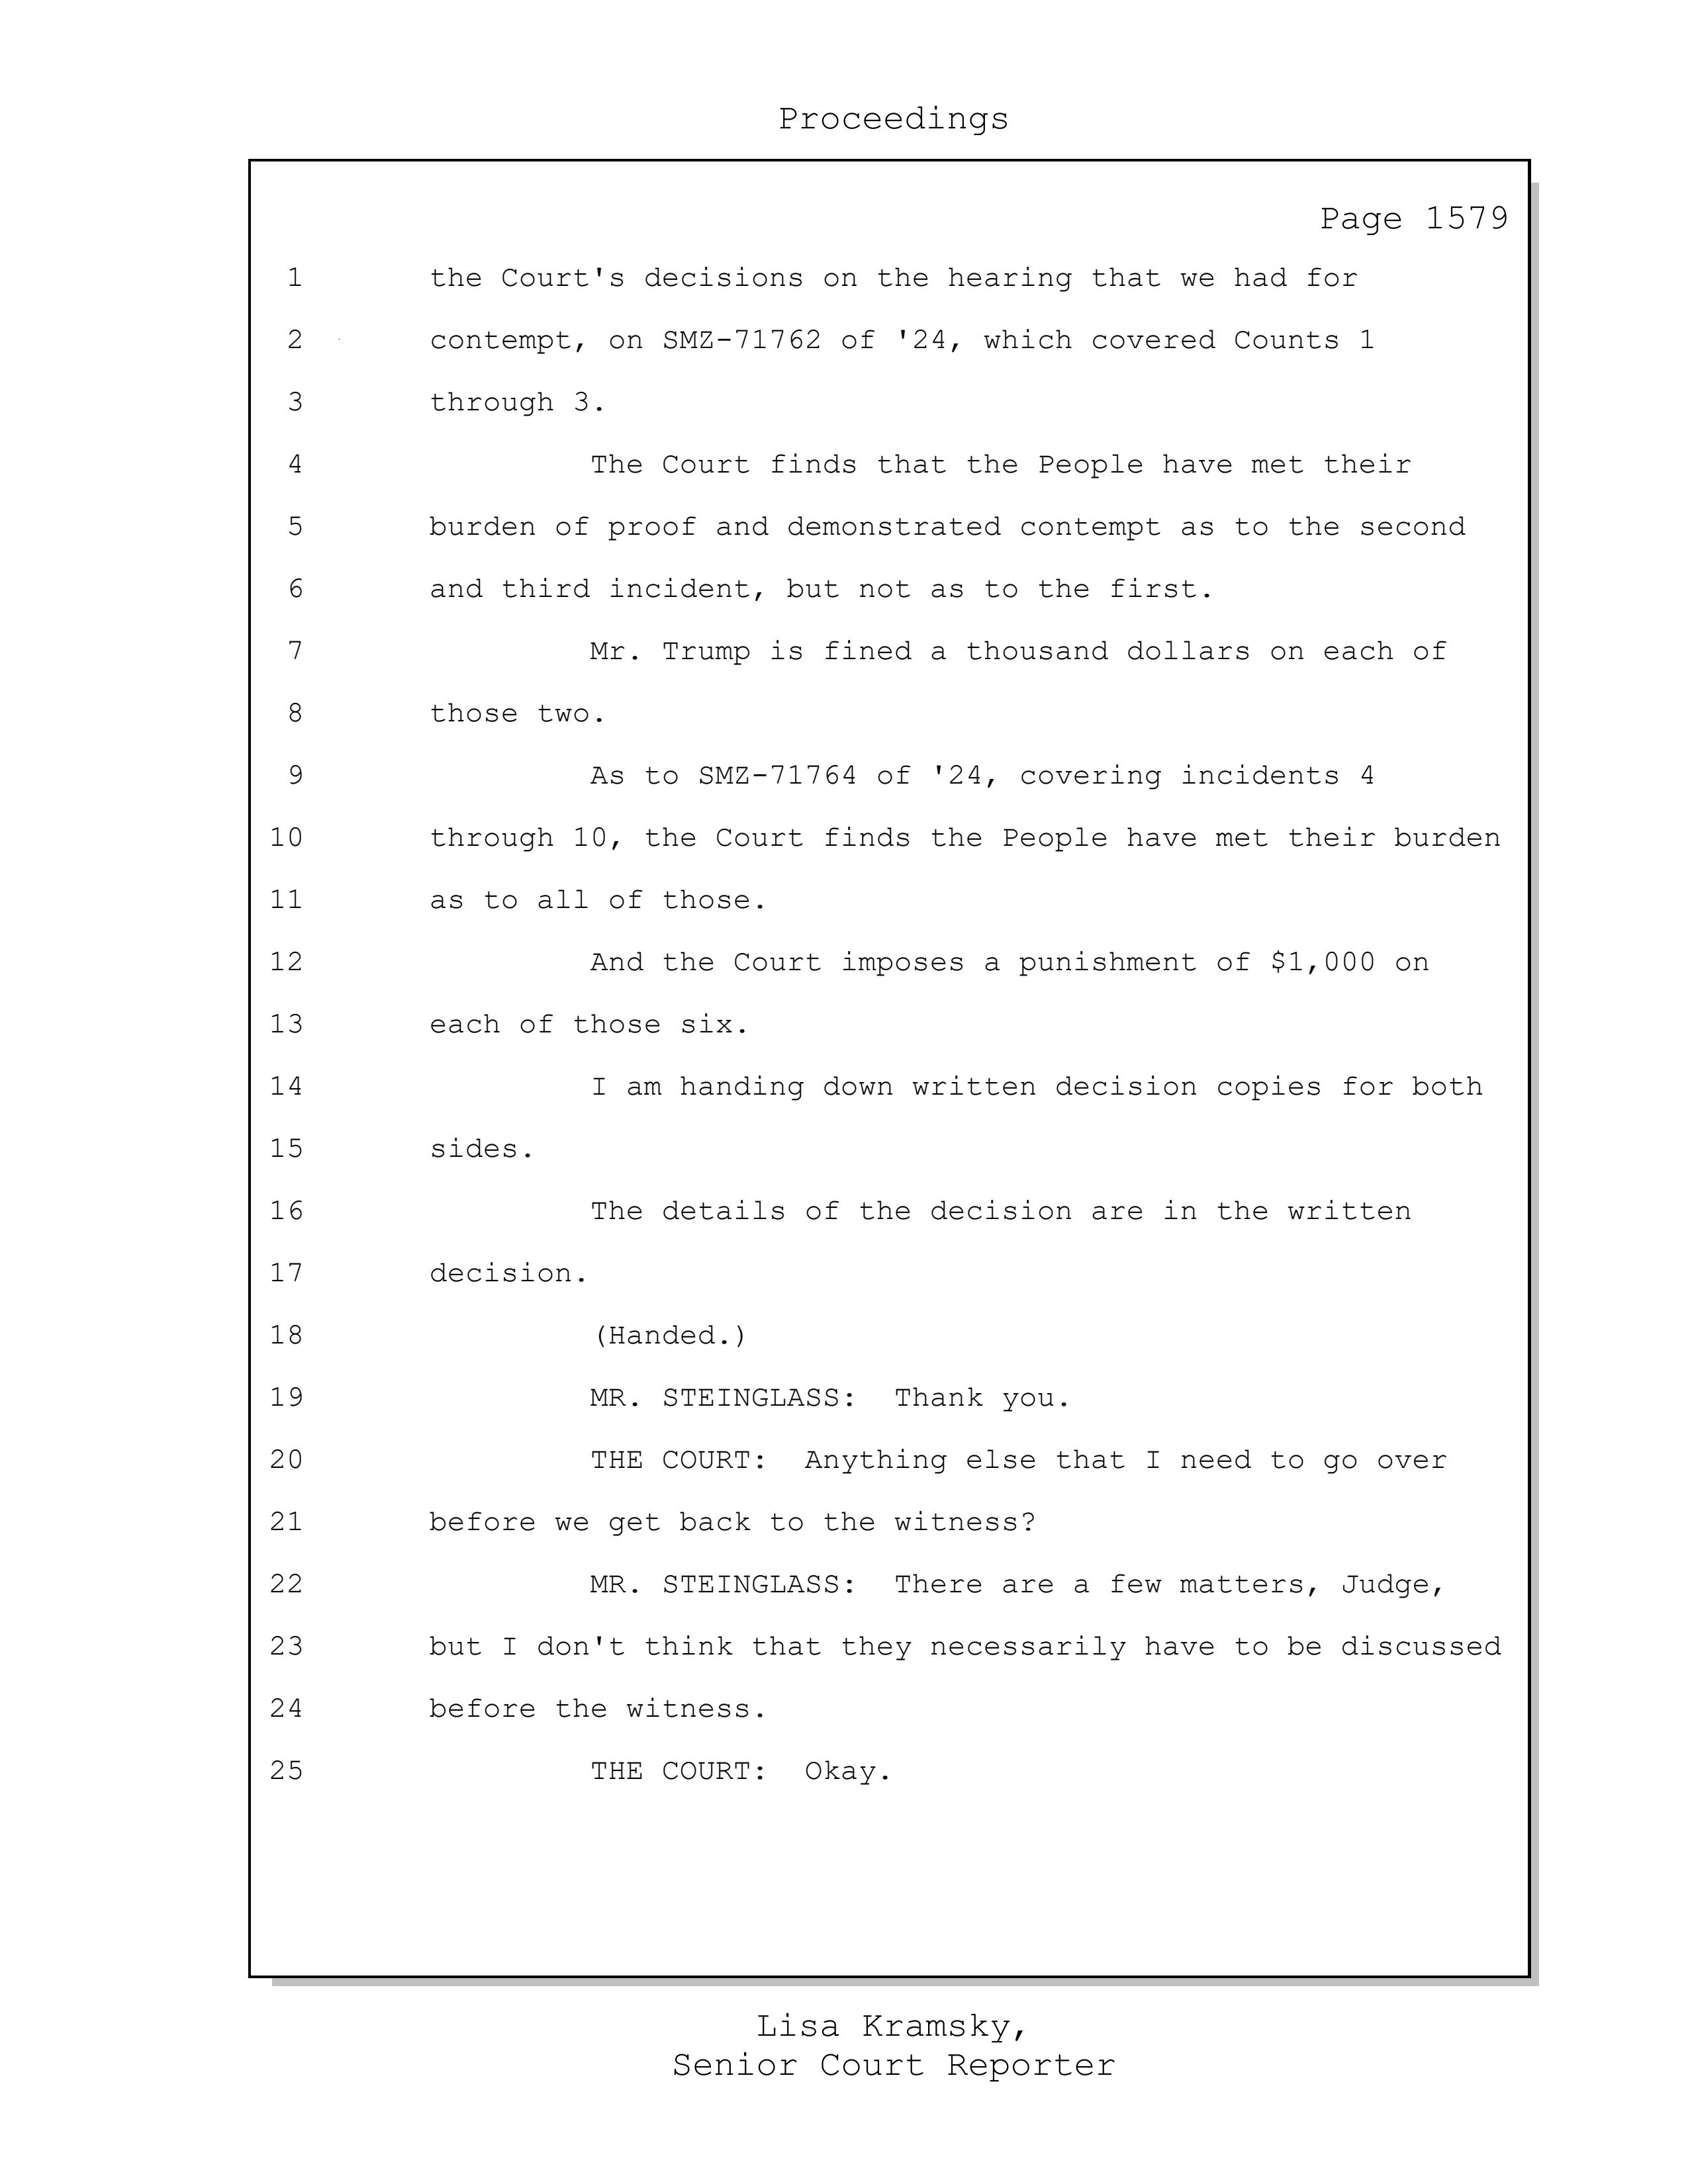 Proceedings
Page 1579
1 the Court's decisions on the hearing that we had for
2 contempt, on SMZ-71762 of '24, which covered Counts 1
3 through 3.
4 The Court finds that the People have met their
5 burden of proof and demonstrated contempt as to the second
6 and third incident, but not as to the first.
7 Mr. Trump is fined a thousand dollars on each of
8 those two.
9 As to SMZ-71764 of '24, covering incidents 4
10 through 10, the Court finds the People have met their burden
11 as to all of those.
12 And the Court imposes a punishment of $1,000 on
13 each of those six.
14 I am handing down written decision copies for both
15 sides.
16 The details of the decision are in the written
17 decision.
18 (Handed.)
19 MR. STEINGLASS: Thank you.
20 THE COURT: Anything else that I need to go over
21 before we get back to the witness?
22 MR. STEINGLASS: There are a few matters, Judge,
23 but I don't think that they necessarily have to be discussed
24 before the witness.
25 THE COURT: Okay.
Lisa Kramsky,
Senior Court Reporter